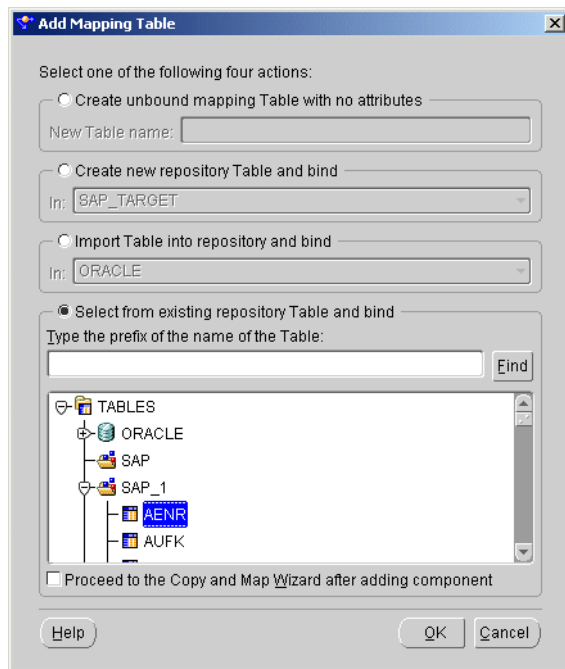 Add Mapping Table
Select one of the following four actions:
Create unbound mapping Table with no attributes
New Table name:
Create new repository Table and bind
In: SAP_TARGET
Import Table into repository and bind
In: ORACLE
Select from existing repository Table and bind
Type the prefix of the name of the Table:
Find
TABLES
ORACLE
SAP
SAP_1
AENR
AUFK
Proceed to the Copy and Map Wizard after adding component
Help OK Cancel